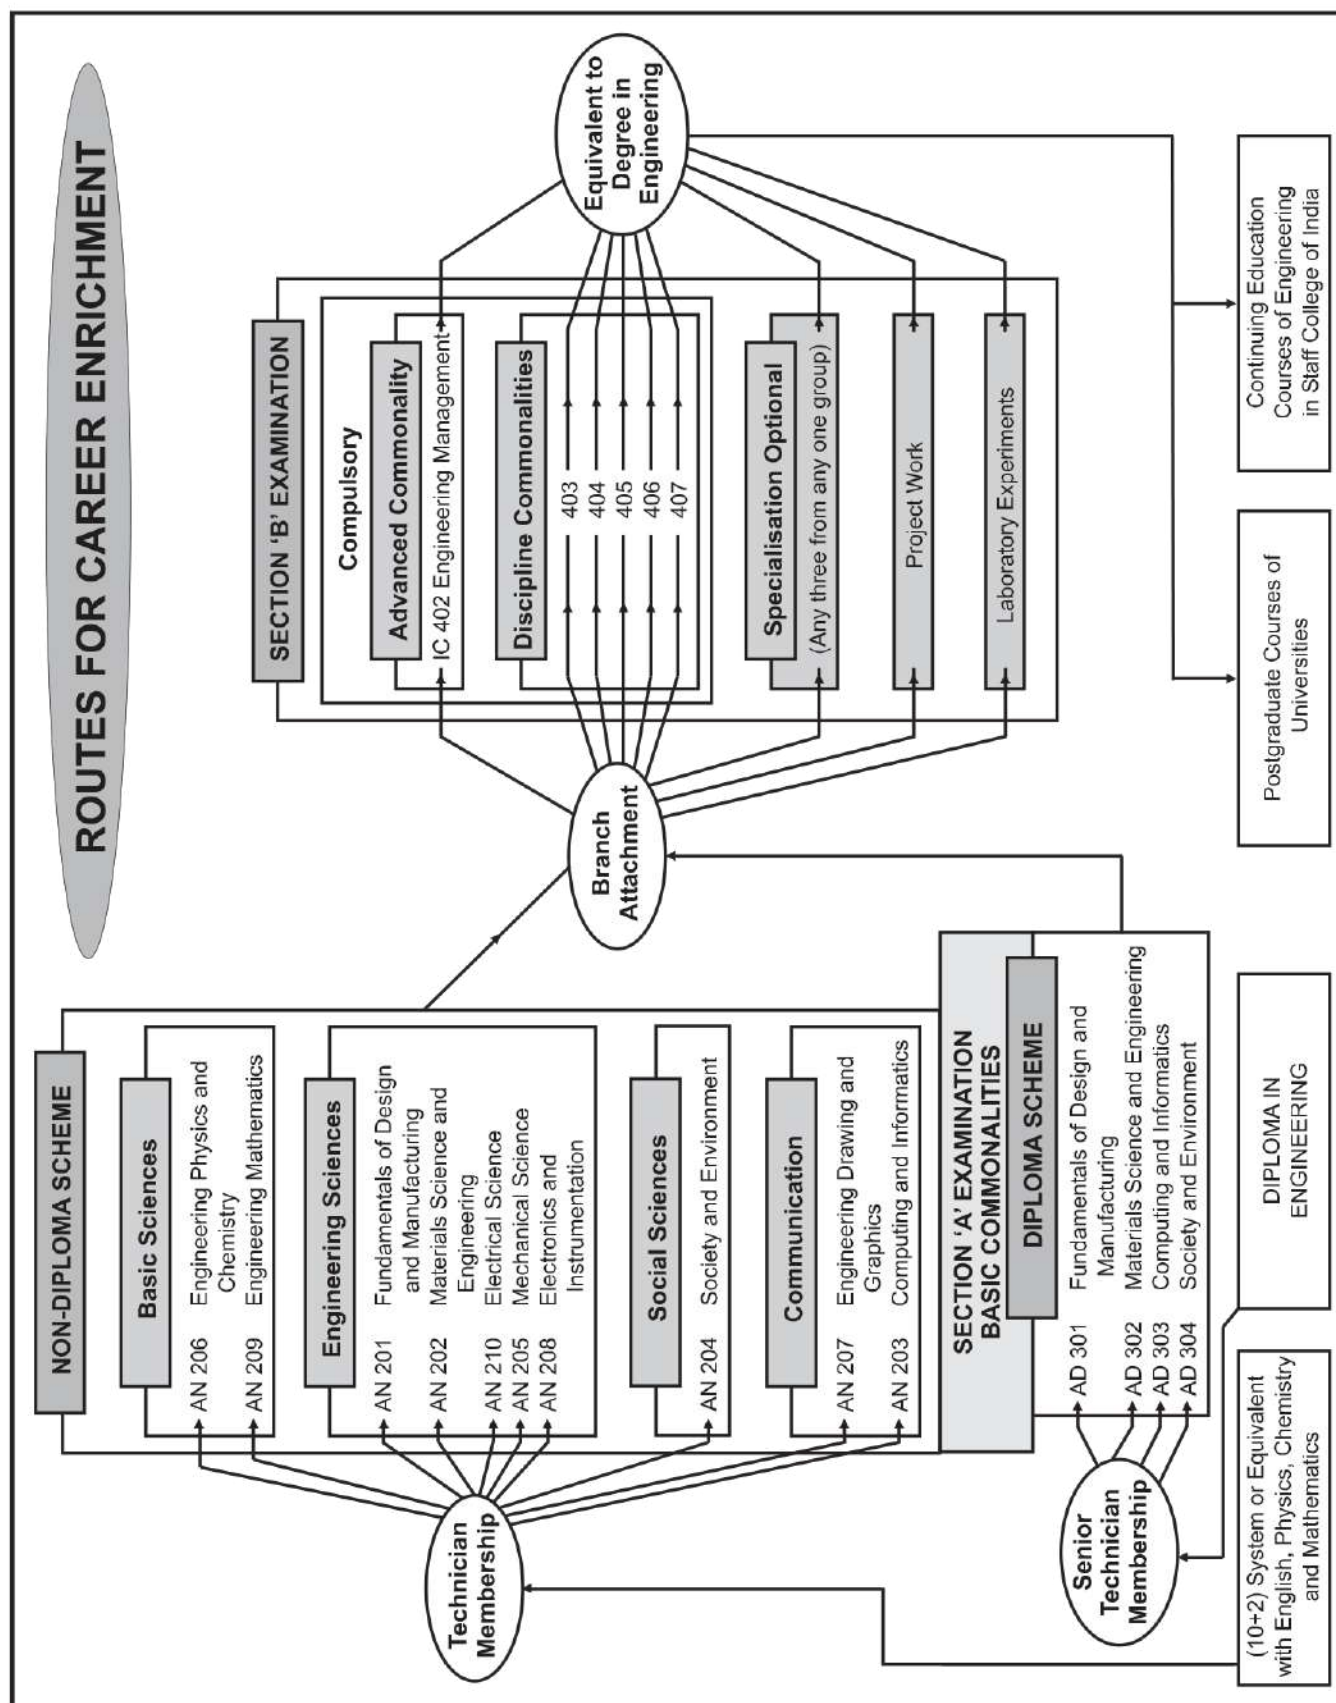 ROUTES FOR CAREER ENRICHMENT
NON-DIPLOMA SCHEME
Basic Sciences
AN 206 Engineering Physics and
Chemistry
AN 209 Engineering Mathematics
Engineering Sciences
AN 201 Fundamentals of Design
and Manufacturing
AN 202 Materials Science and
Engineering
AN 210 Electrical Science
AN 205 Mechanical Science
AN 208 Electronics and
Instrumentation
Social Sciences
AN 204 Society and Environment
Communication
AN 207 Engineering Drawing and
Graphics
AN 203 Computing and Informatics
Technician
Membership
SECTION ‘A’ EXAMINATION
BASIC COMMONALITIES
DIPLOMA SCHEME
AD 301 Fundamentals of Design and
Manufacturing
AD 302 Materials Science and Engineering
AD 303 Computing and Informatics
AD 304 Society and Environment
Senior
Technician
Membership
(10+2) System or Equivalent
with English, Physics, Chemistry
and Mathematics
DIPLOMA IN
ENGINEERING
Branch
Attachment
SECTION ‘B’ EXAMINATION
Compulsory
Advanced Commonality
IC 402 Engineering Management
Discipline Commonalities
403
404
405
406
407
Specialisation Optional
(Any three from any one group)
Project Work
Laboratory Experiments
Equivalent to
Degree in
Engineering
Postgraduate Courses of
Universities
Continuing Education
Courses of Engineering
in Staff College of India